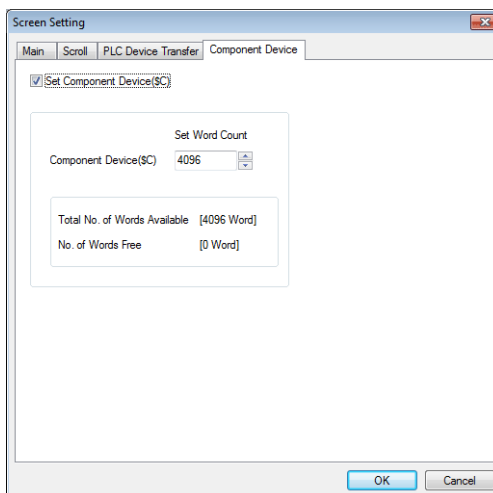 Screen Setting
Main Scroll PLC Device Transfer Component Device
Set Component Device($C)
Set Word Count
Component Device($C) 4096
Total No. of Words Available [4096 Word]
No. of Words Free [0 Word]
OK Cancel